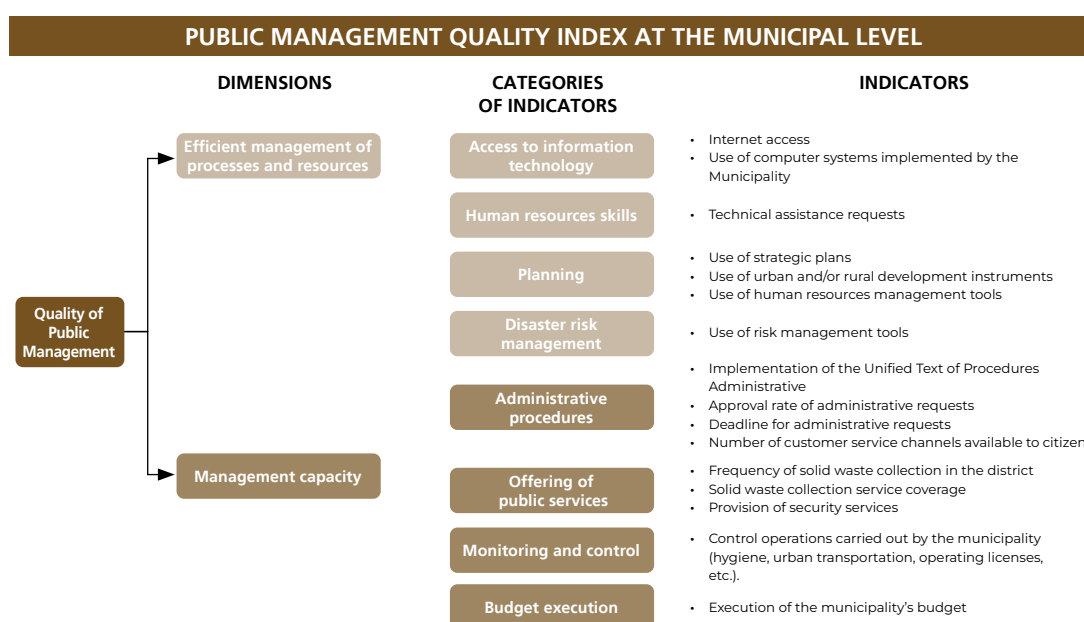 PUBLIC MANAGEMENT QUALITY INDEX AT THE MUNICIPAL LEVEL
DIMENSIONS
CATEGORIES
OF INDICATORS
INDICATORS
Quality of
Public
Management
Efficient management of
processes and resources
Access to information
technology
• Internet access
• Use of computer systems implemented by the
Municipality
Human resources skills
• Technical assistance requests
Planning
• Use of strategic plans
• Use of urban and/or rural development instruments
• Use of human resources management tools
Disaster risk
management
• Use of risk management tools
Management capacity
Administrative
procedures
• Implementation of the Unified Text of Procedures
Administrative
• Approval rate of administrative requests
• Deadline for administrative requests
• Number of customer service channels available to citizen
Offering of
public services
• Frequency of solid waste collection in the district
• Solid waste collection service coverage
• Provision of security services
Monitoring and control
• Control operations carried out by the municipality
(hygiene, urban transportation, operating licenses,
etc.).
Budget execution
• Execution of the municipality's budget